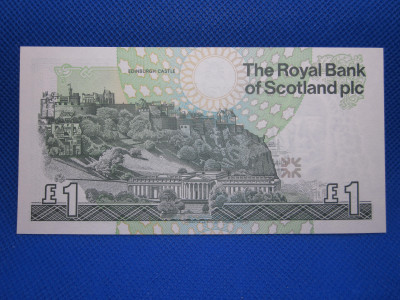 EDINBURGH CASTLE
The Royal Bank
of Scotland plc
£1
£1